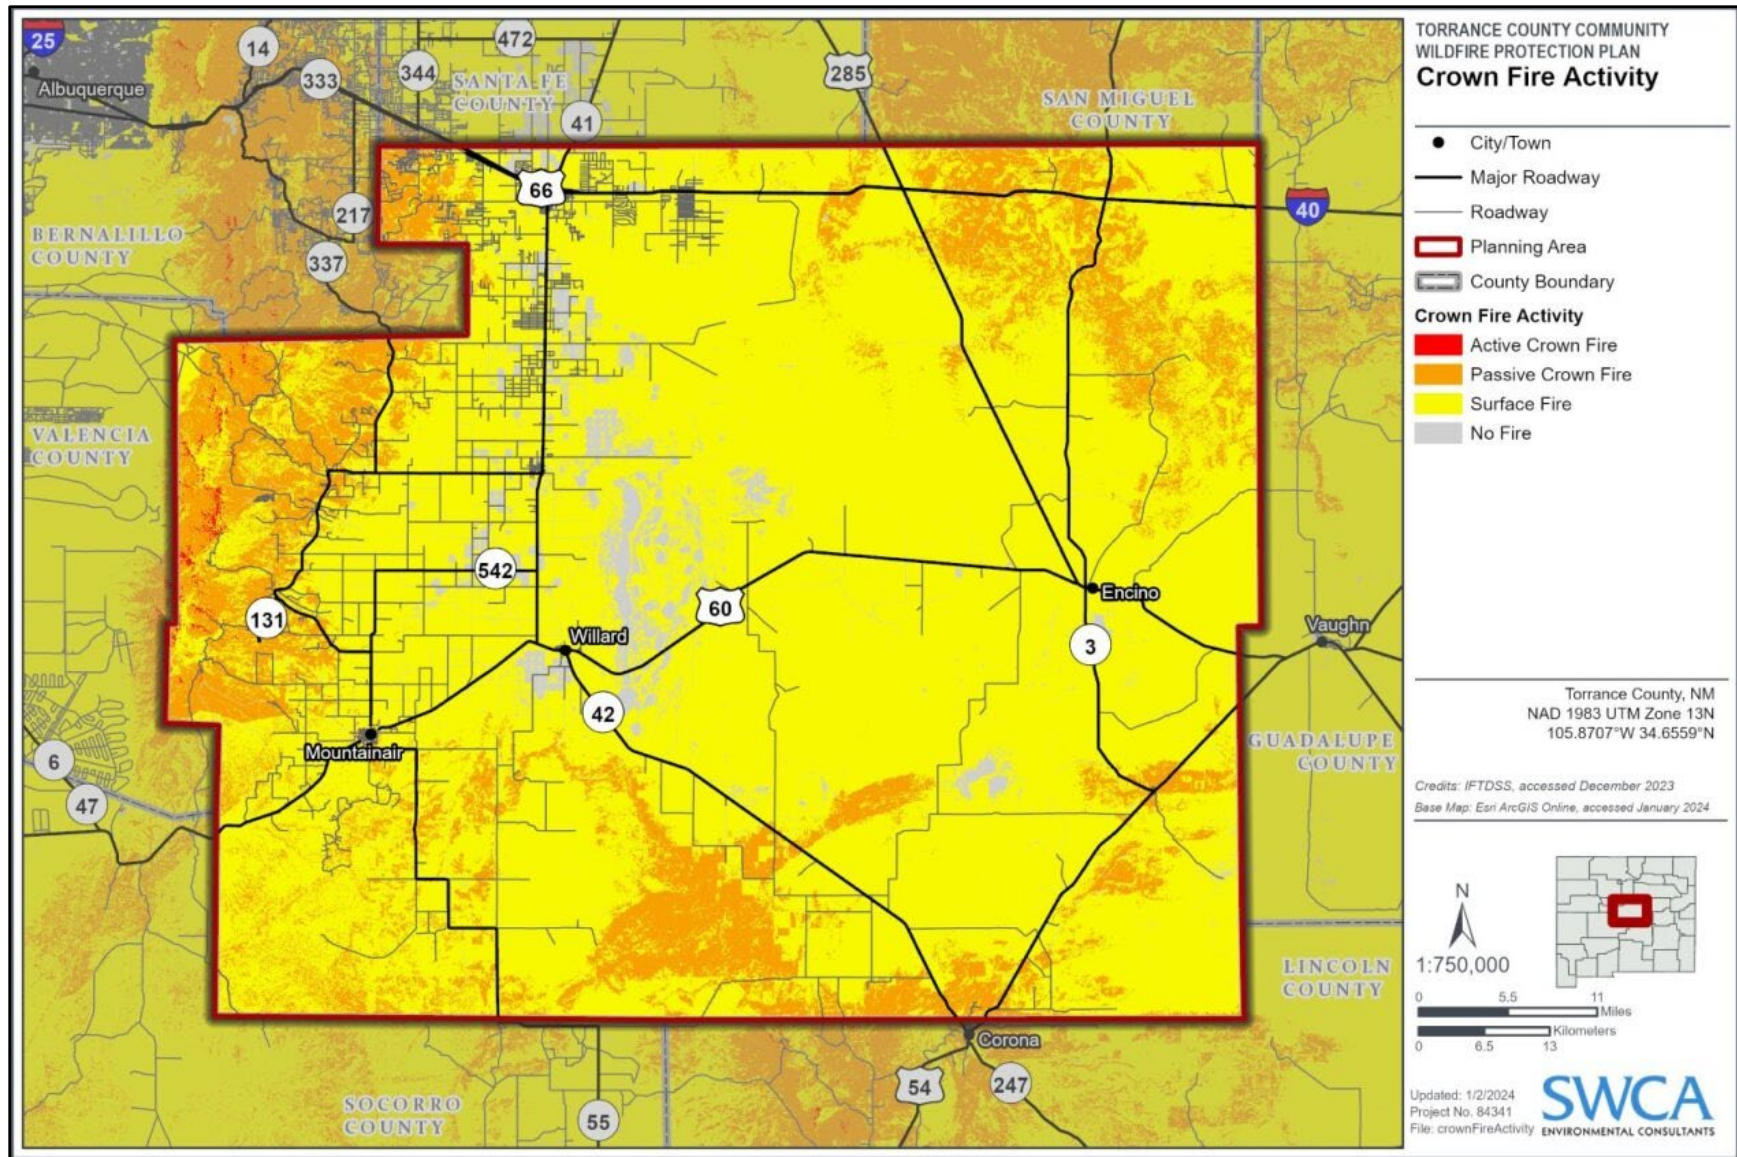 TORRANCE COUNTY COMMUNITY
WILDFIRE PROTECTION PLAN
Crown Fire Activity
City/Town
Major Roadway
Roadway
Planning Area
County Boundary
Crown Fire Activity
Active Crown Fire
Passive Crown Fire
Surface Fire
No Fire
Torrance County, NM
NAD 1983 UTM Zone 13N
105.8707°W 34.6559°N
Credits: IFTDSS, accessed December 2023
Base Map: Esri ArcGIS Online, accessed January 2024
N
1:750,000
0 5.5 11
Miles
Kilometers
0 6.5 13
Updated: 1/2/2024
Project No. 84341
File: crownFireActivity
SWCA
ENVIRONMENTAL CONSULTANTS
25
14
472
333
344
285
Albuquerque
SANTA FE
COUNTY
SAN MIGUEL
COUNTY
41
66
40
217
BERNALILLO
COUNTY
337
VALENCIA
COUNTY
542
131
60
Encino
Willard
3
Vaughn
42
Mountainair
GUADALUPE
COUNTY
6
47
LINCOLN
COUNTY
Corona
54
247
SOCORRO
COUNTY
55